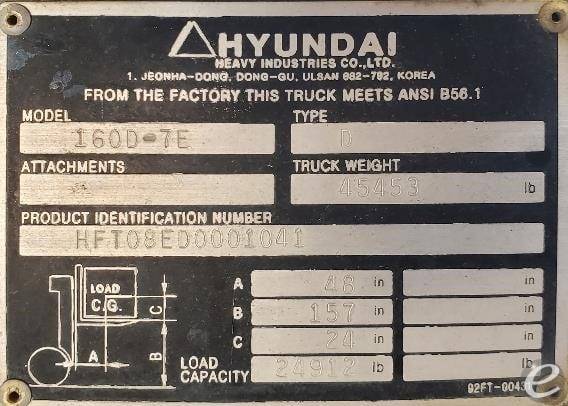 HYUNDAI
HEAVY INDUSTRIES CO., LTD.
1. JEONHA-DONG, DONG-GU, ULSAN 682-792, KOREA
FROM THE FACTORY THIS TRUCK MEETS ANSI B56.1
MODEL TYPE
160D-7E D
ATTACHMENTS TRUCK WEIGHT
45453 lb
PRODUCT IDENTIFICATION NUMBER
HFT08ED0001041
LOAD C.G. C A B
A 48 in in
B 157 in in
C 24 in in
LOAD CAPACITY 24912 lb lb
e